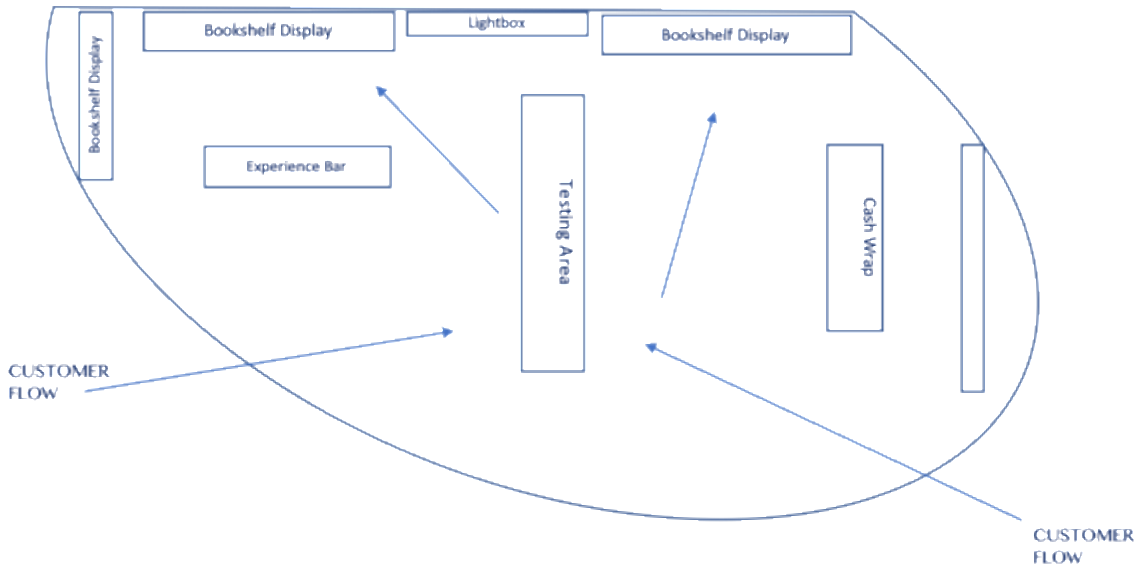 Bookshelf Display
Lightbox
Bookshelf Display
Bookshelf Display
Experience Bar
Testing Area
Cash Wrap
CUSTOMER
FLOW
CUSTOMER
FLOW